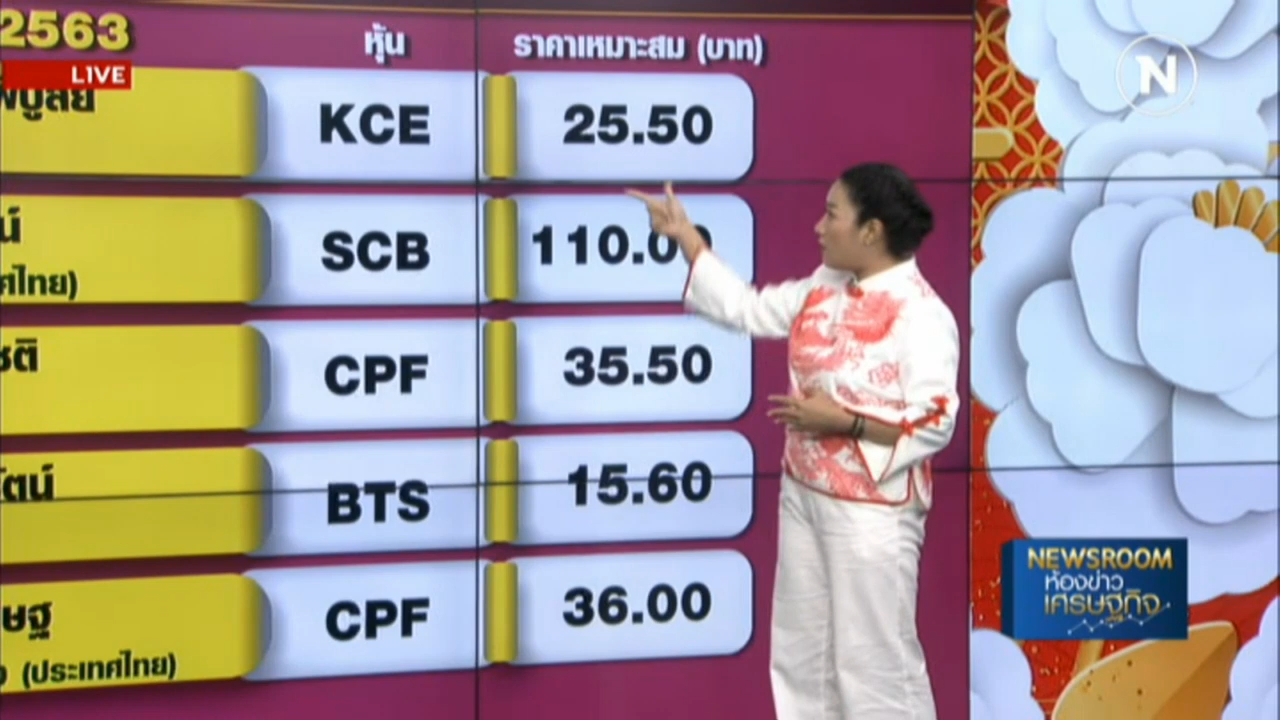 2563
หุ้น
ราคาเหมาะสม (บาท)
LIVE
N
KCE
25.50
SCB
110.00
CPF
35.50
BTS
15.60
CPF
36.00
(ประเทศไทย)
NEWSROOM
ห้องข่าว
เศรษฐกิจ